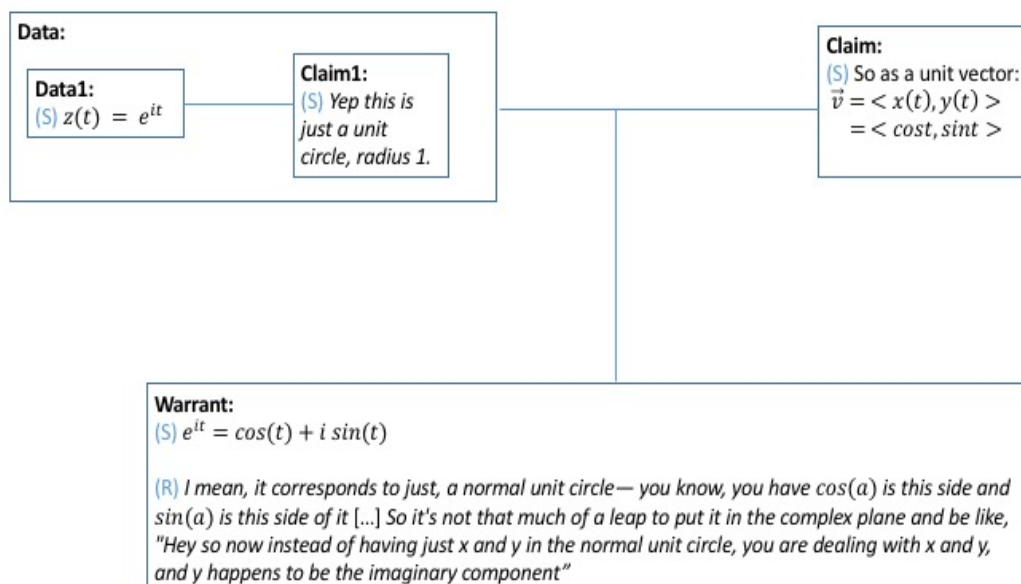 Data:
Data1:
(S) z(t) = e^{it}
Claim1:
(S) Yep this is
just a unit
circle, radius 1.
Claim:
(S) So as a unit vector:
v⃗ = < x(t), y(t) >
= < cost, sint >
Warrant:
(S) e^{it} = cos(t) + i sin(t)
(R) I mean, it corresponds to just, a normal unit circle— you know, you have cos(a) is this side and
sin(a) is this side of it [...] So it's not that much of a leap to put it in the complex plane and be like,
"Hey so now instead of having just x and y in the normal unit circle, you are dealing with x and y,
and y happens to be the imaginary component”